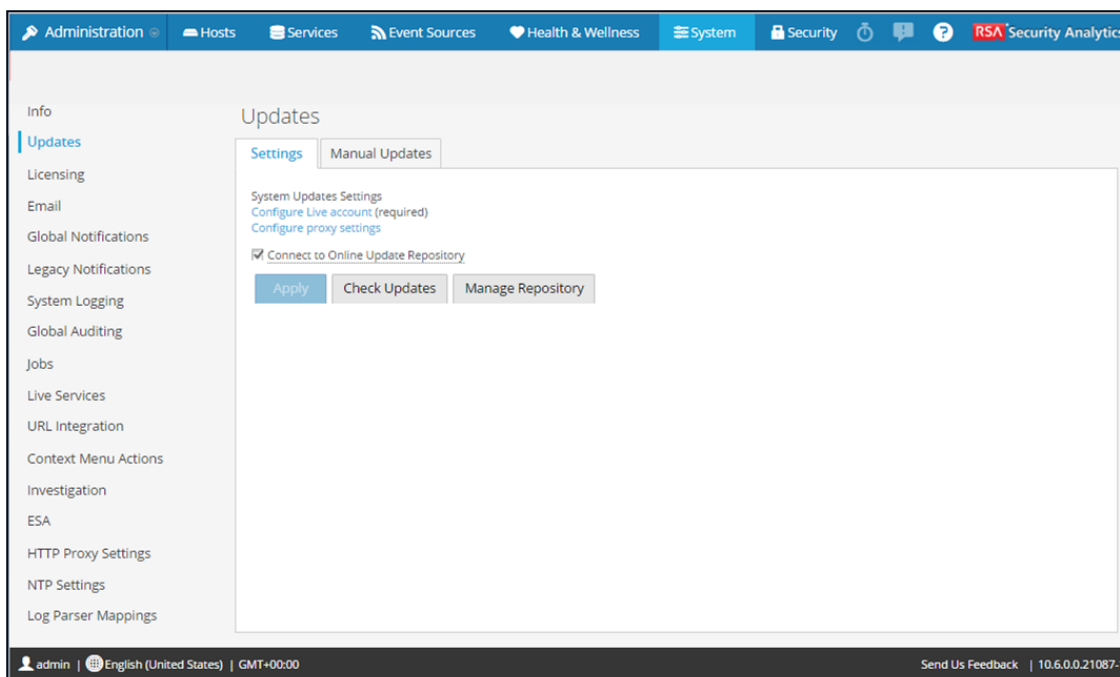 Administration Hosts Services Event Sources Health & Wellness System Security ? RSA Security Analytics
Info
Updates
Licensing
Email
Global Notifications
Legacy Notifications
System Logging
Global Auditing
Jobs
Live Services
URL Integration
Context Menu Actions
Investigation
ESA
HTTP Proxy Settings
NTP Settings
Log Parser Mappings
Updates
Settings Manual Updates
System Updates Settings
Configure Live account (required)
Configure proxy settings
Connect to Online Update Repository
Apply Check Updates Manage Repository
admin | English (United States) | GMT+00:00 Send Us Feedback | 10.6.0.0.21087-